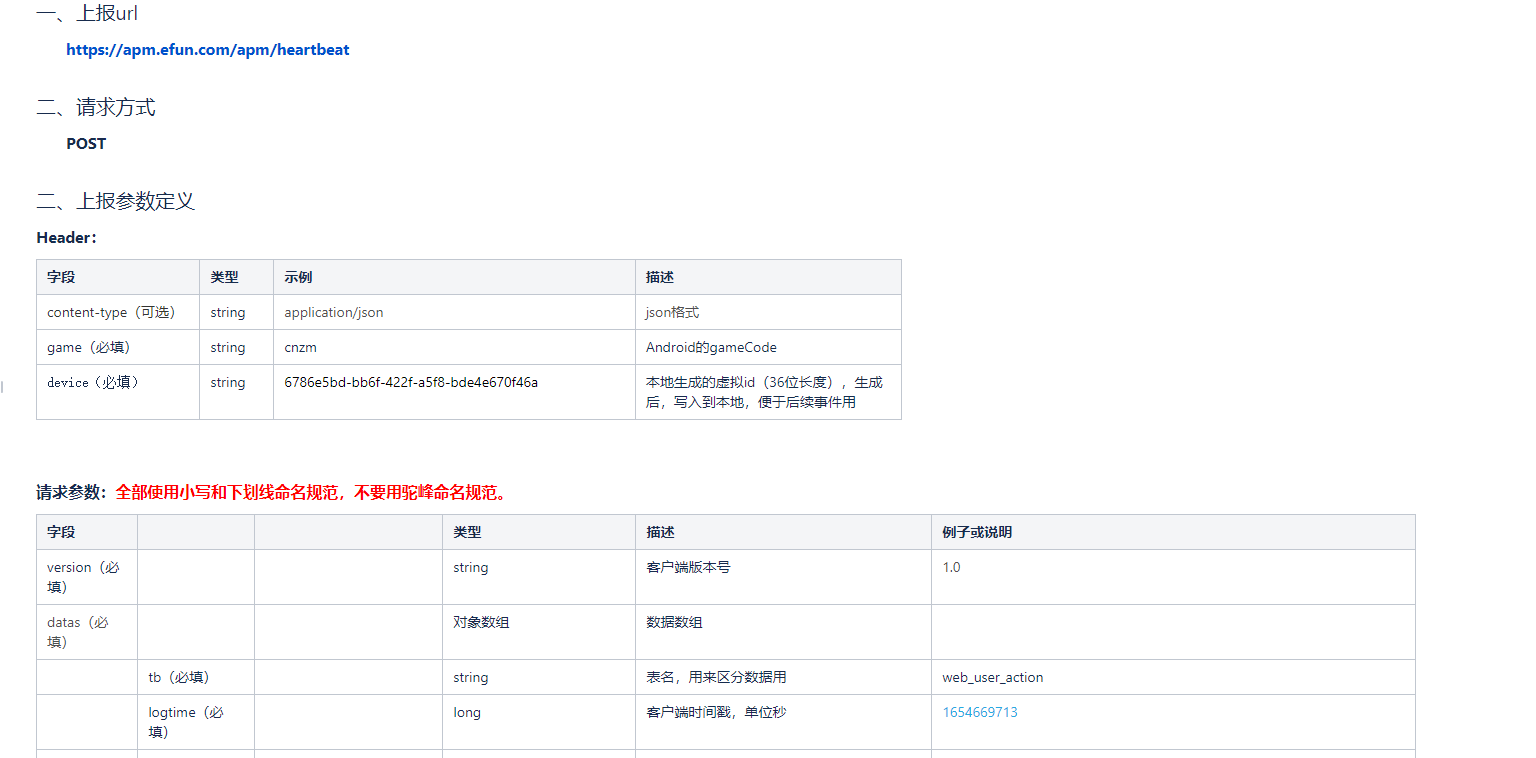 一、上报url
https://apm.efun.com/apm/heartbeat
二、请求方式
POST
二、上报参数定义
Header：
字段 类型 示例 描述
content-type（可选） string application/json json格式
game（必填） string cnzm Android的gameCode
device（必填） string 6786e5bd-bb6f-422f-a5f8-bde4e670f46a 本地生成的虚拟id（36位长度），生成
后，写入到本地，便于后续事件用
请求参数：全部使用小写和下划线命名规范，不要用驼峰命名规范。
字段 类型 描述 例子或说明
version（必
填） string 客户端版本号 1.0
datas（必
填） 对象数组 数据数组
tb（必填） string 表名，用来区分数据用 web_user_action
logtime（必
填） long 客户端时间戳，单位秒 1654669713